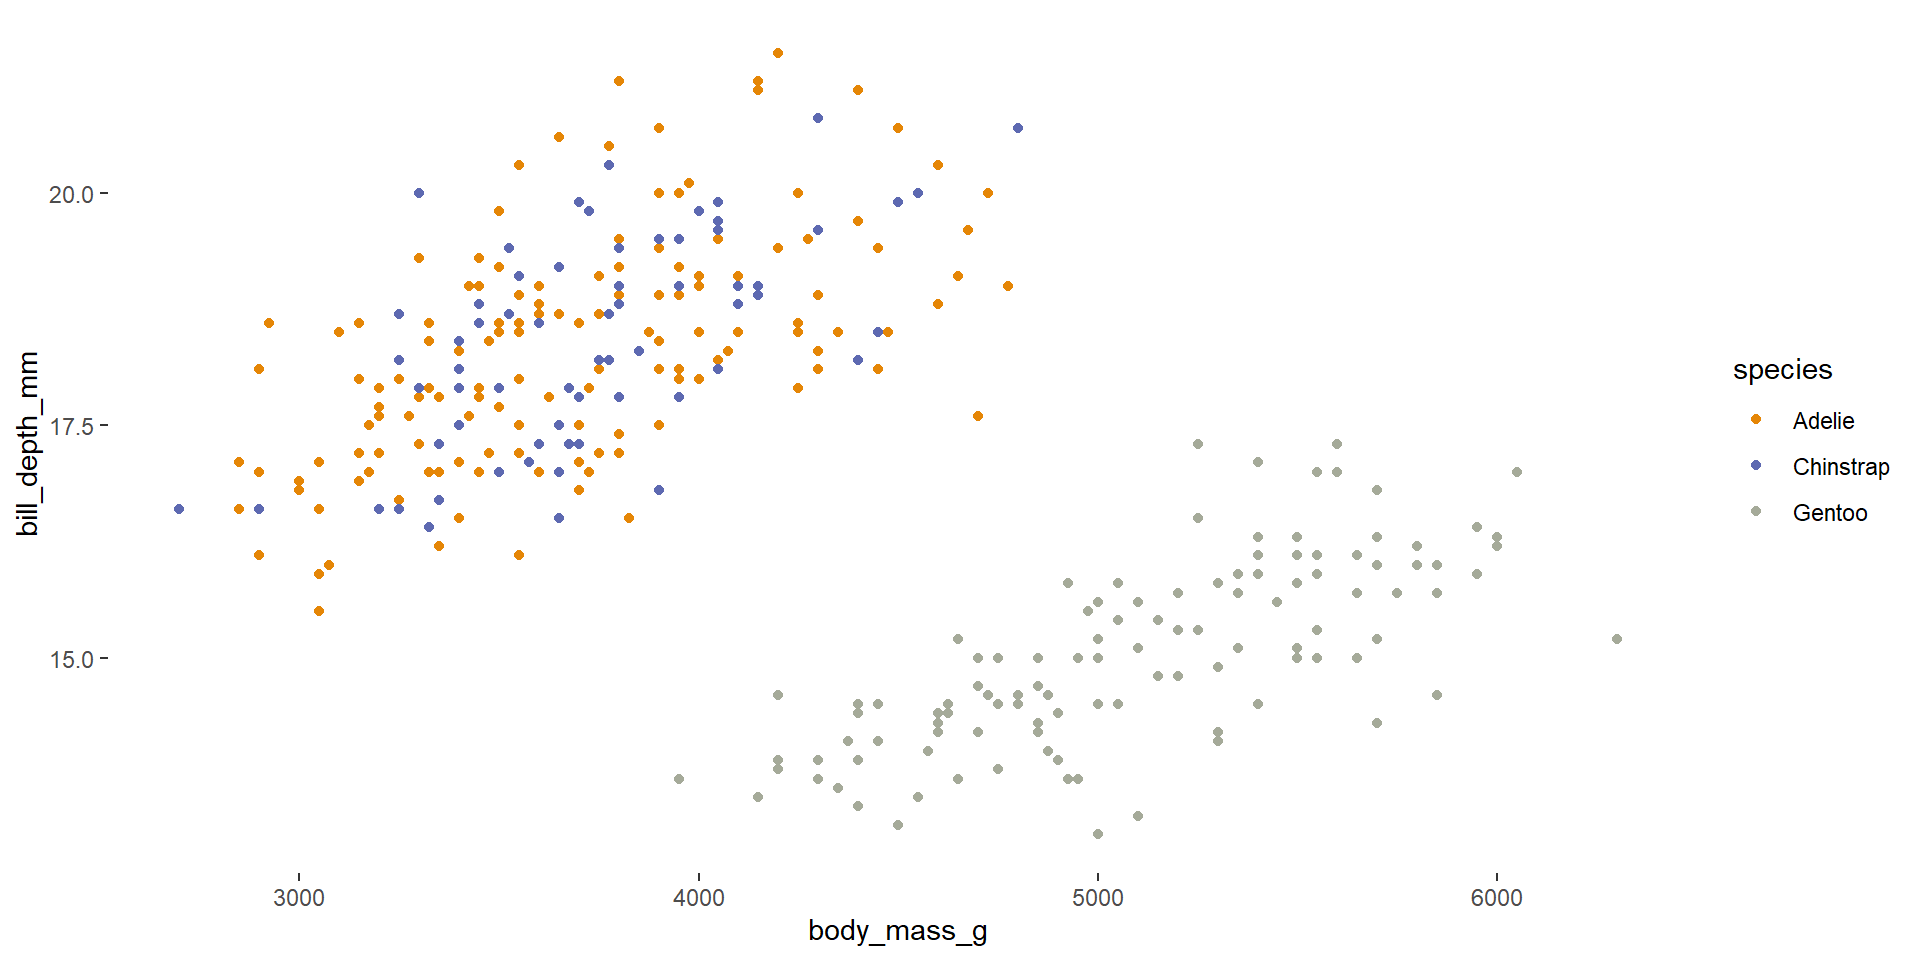 20.0
17.5
15.0
bill_depth_mm
3000 4000 5000 6000
body_mass_g
species
Adelie
Chinstrap
Gentoo